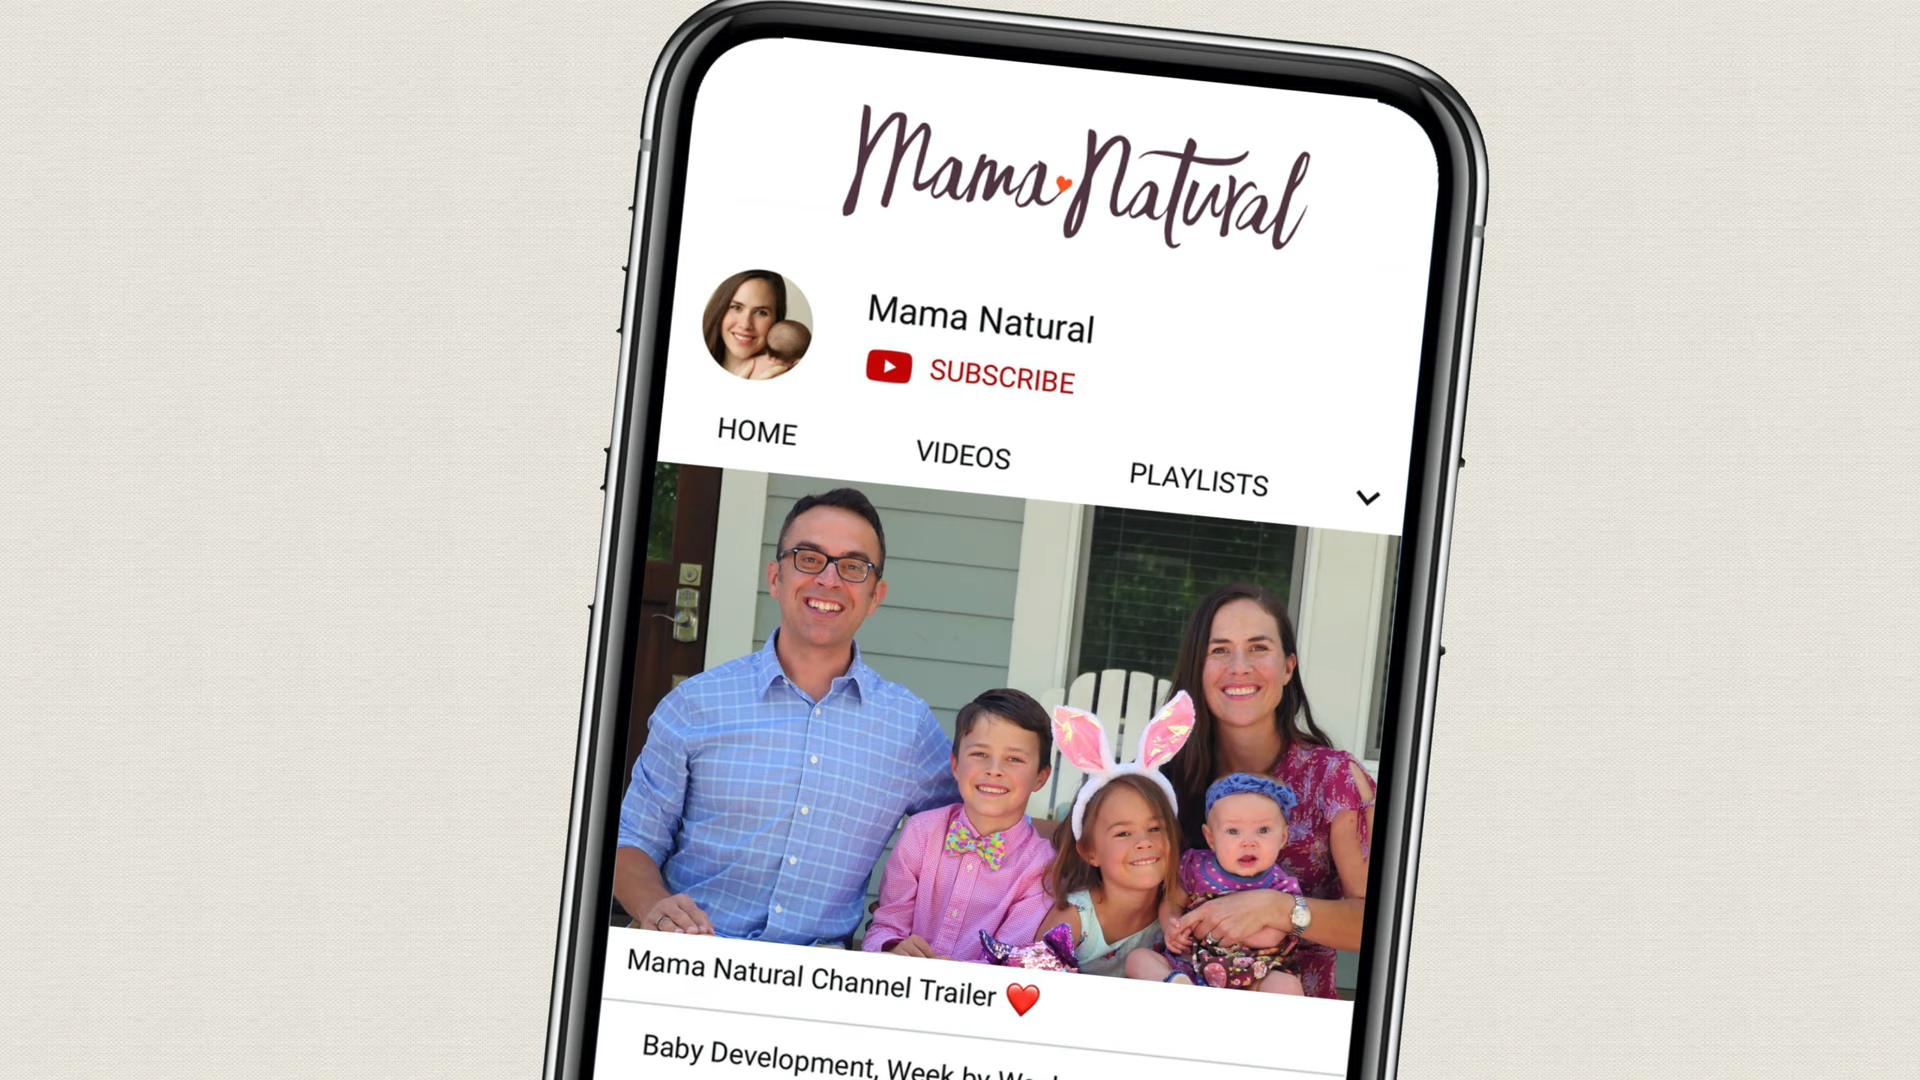 Mama Natural
Mama Natural
SUBSCRIBE
HOME
VIDEOS
PLAYLISTS
Mama Natural Channel Trailer ❤️
Baby Development, Week by